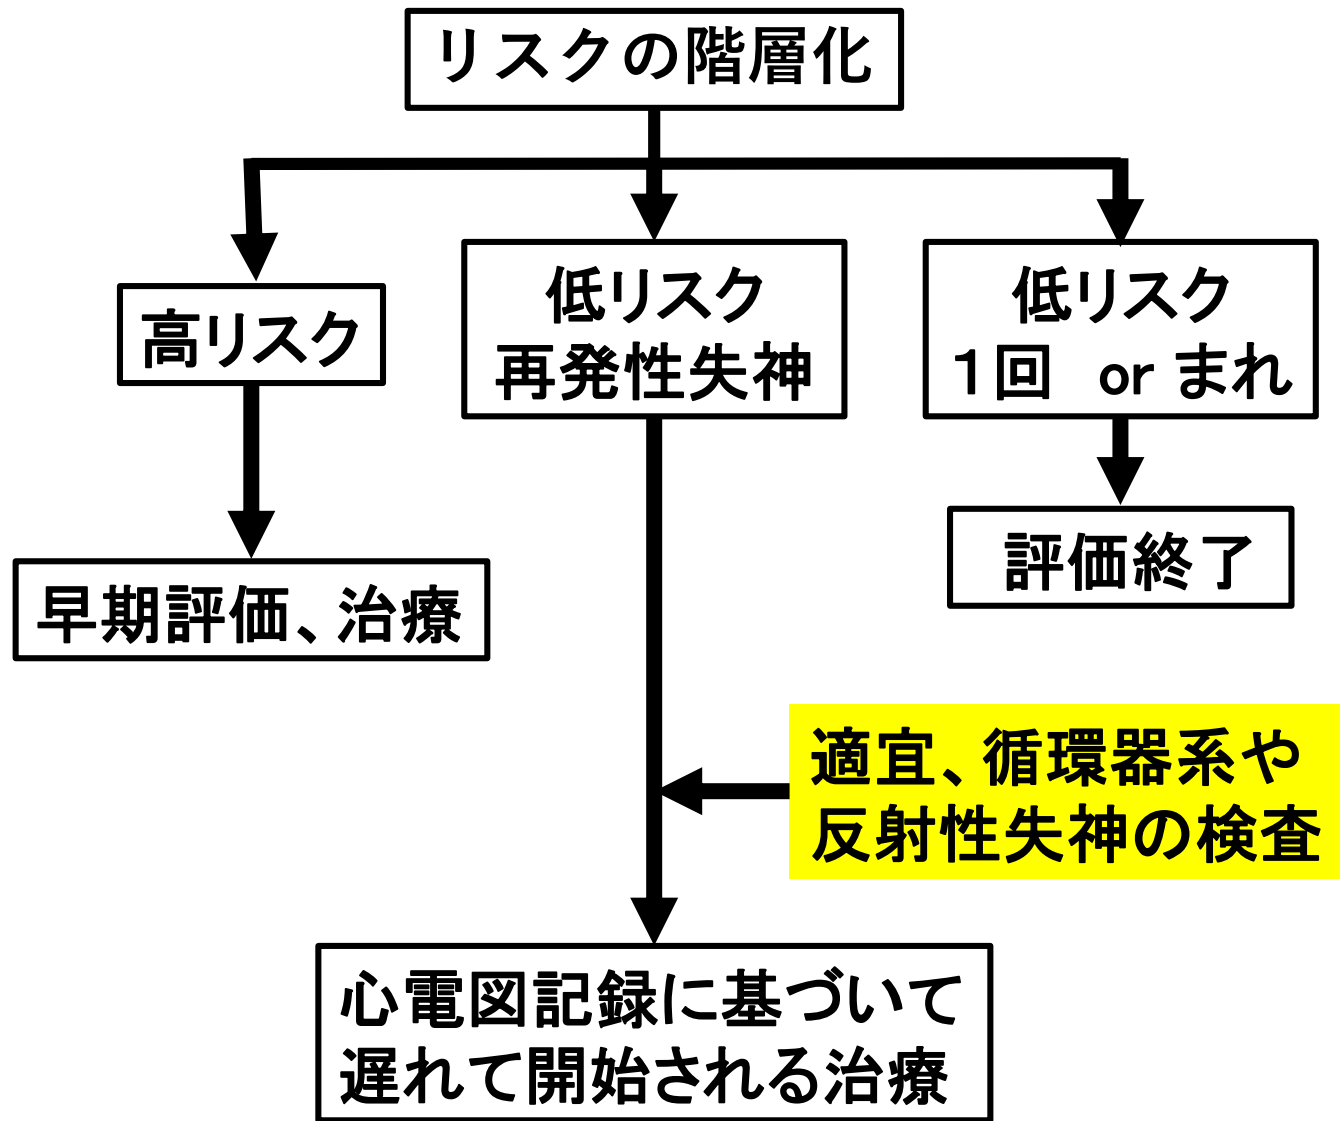 リスクの階層化
高リスク
低リスク
再発性失神
低リスク
1回 or まれ
早期評価、治療
評価終了
適宜、循環器系や
反射性失神の検査
心電図記録に基づいて
遅れて開始される治療